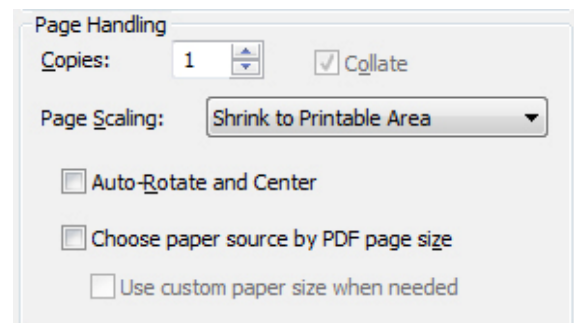 Page Handling
Copies: 1 Collate
Page Scaling: Shrink to Printable Area
Auto-Rotate and Center
Choose paper source by PDF page size
Use custom paper size when needed